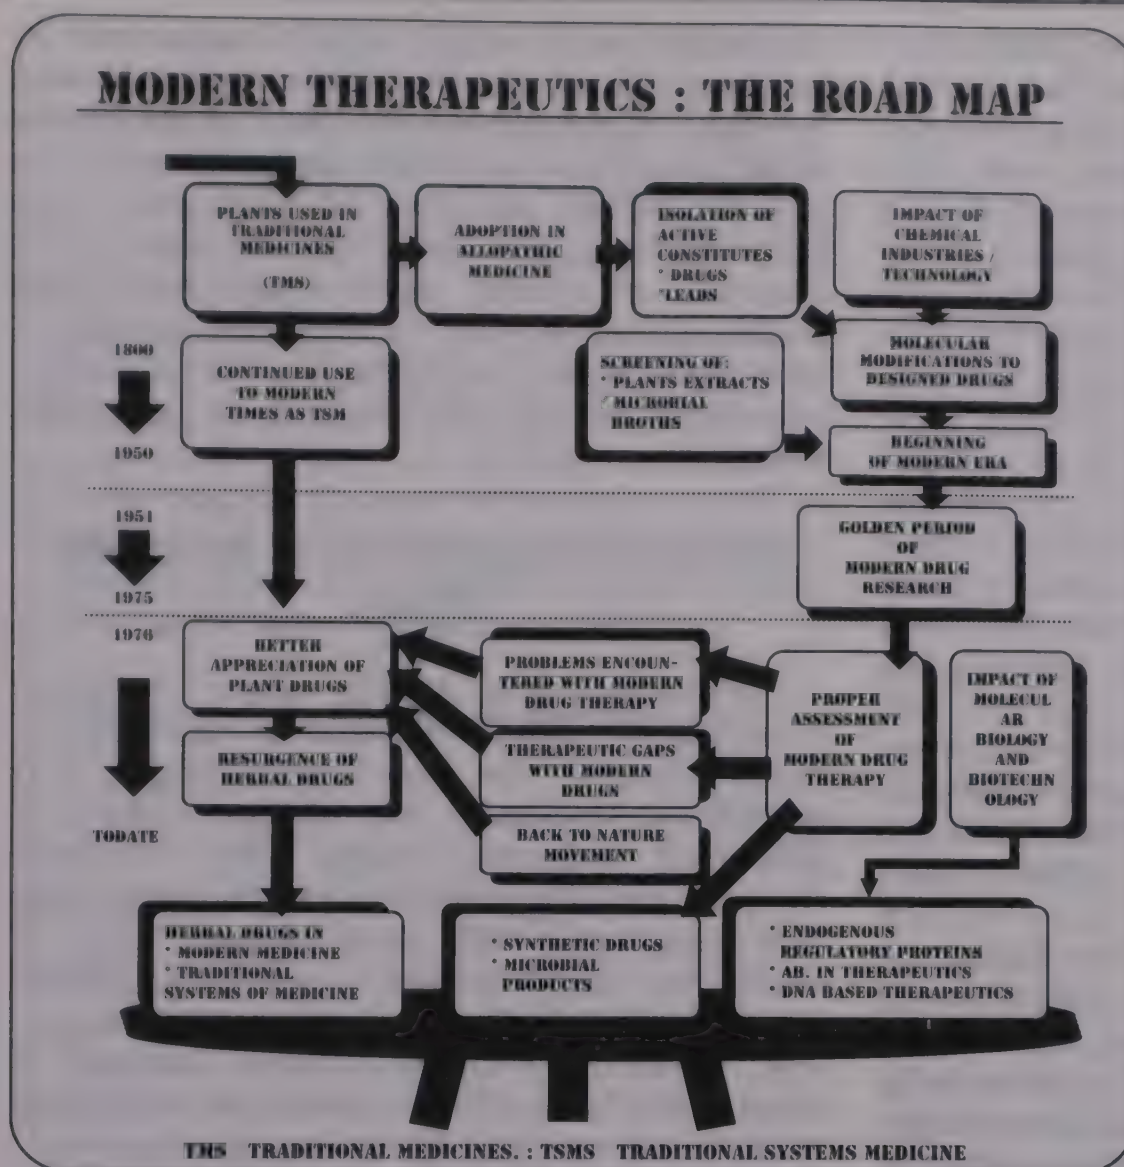 MODERN THERAPEUTICS : THE ROAD MAP
PLANTS USED IN
TRADITIONAL
MEDICINES
(TMS)
ADOPTION IN
ALLOPATHIC
MEDICINE
ISOLATION OF
ACTIVE
CONSTITUTES
* DRUGS
*LEADS
IMPACT OF
CHEMICAL
INDUSTRIES /
TECHNOLOGY
1800
1950
CONTINUED USE
TO MODERN
TIMES AS TSM
SCREENING OF:
* PLANTS EXTRACTS
/ MICROBIAL
BROTHS
MOLECULAR
MODIFICATIONS TO
DESIGNED DRUGS
BEGINNING
OF MODERN ERA
1951
1975
GOLDEN PERIOD
OF
MODERN DRUG
RESEARCH
1976
TODATE
BETTER
APPRECIATION OF
PLANT DRUGS
PROBLEMS ENCOUN-
TERED WITH MODERN
DRUG THERAPY
PROPER
ASSESSMENT
OF
MODERN DRUG
THERAPY
IMPACT OF
MOLECUL
AR
BIOLOGY
AND
BIOTECHN
OLOGY
RESURGENCE OF
HERBAL DRUGS
THERAPEUTIC GAPS
WITH MODERN
DRUGS
BACK TO NATURE
MOVEMENT
HERBAL DRUGS IN
* MODERN MEDICINE
* TRADITIONAL
SYSTEMS OF MEDICINE
* SYNTHETIC DRUGS
* MICROBIAL
PRODUCTS
* ENDOGENOUS
REGULATORY PROTEINS
* AB. IN THERAPEUTICS
* DNA BASED THERAPEUTICS
TMS TRADITIONAL MEDICINES. : TSMS TRADITIONAL SYSTEMS MEDICINE